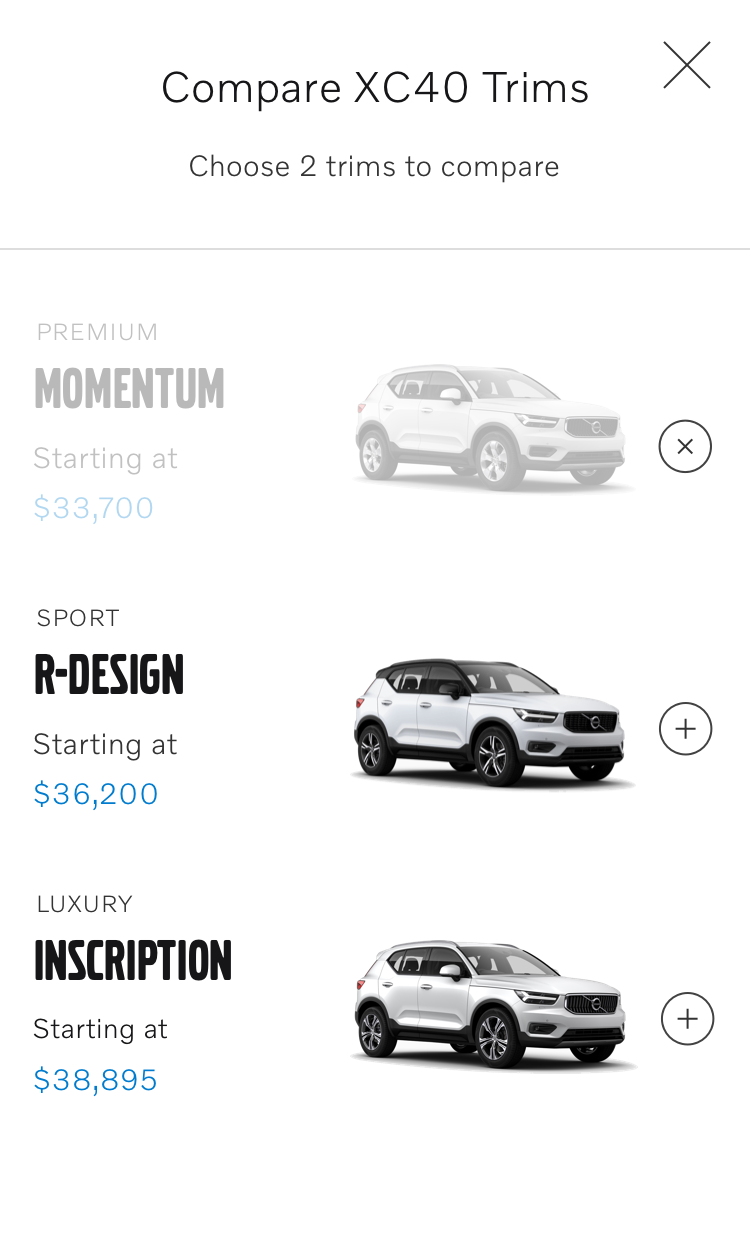 Compare XC40 Trims
Choose 2 trims to compare
PREMIUM
MOMENTUM
Starting at
$33,700
SPORT
R-DESIGN
Starting at
$36,200
LUXURY
INSCRIPTION
Starting at
$38,895